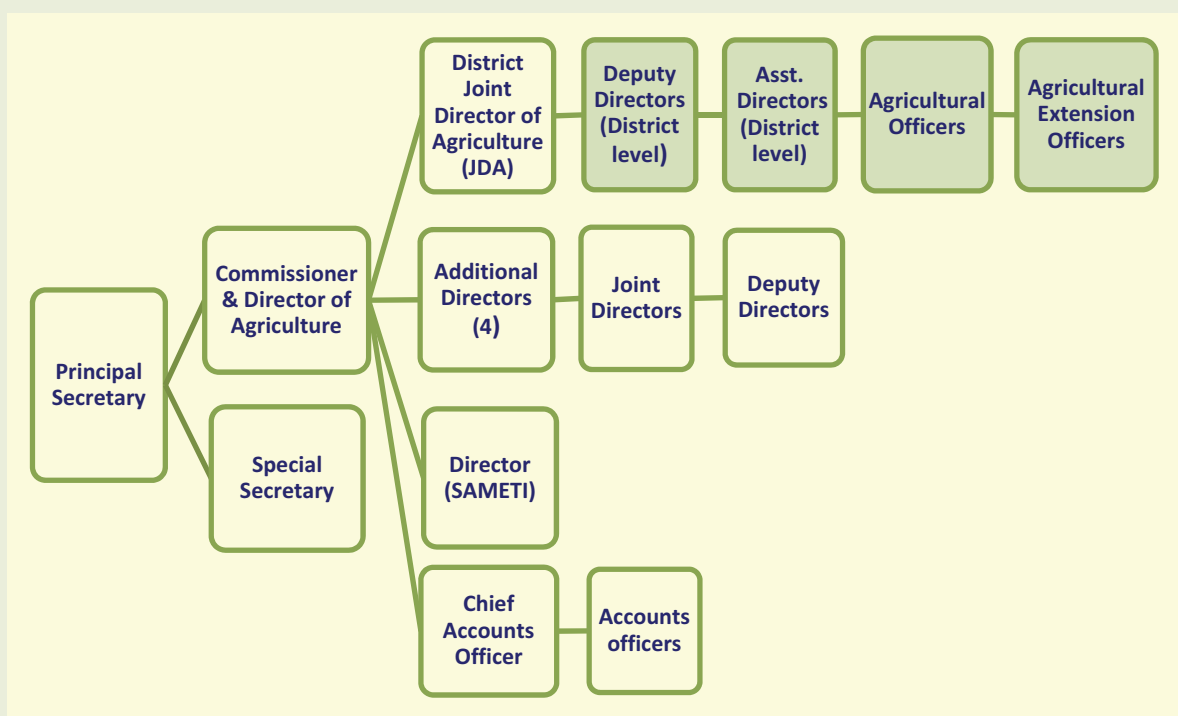 District
Joint
Director of
Agriculture
(JDA)
Deputy
Directors
(District
level)
Asst.
Directors
(District
level)
Agricultural
Officers
Agricultural
Extension
Officers
Commissioner
& Director of
Agriculture
Additional
Directors
(4)
Joint
Directors
Deputy
Directors
Principal
Secretary
Special
Secretary
Director
(SAMETI)
Chief
Accounts
Officer
Accounts
officers